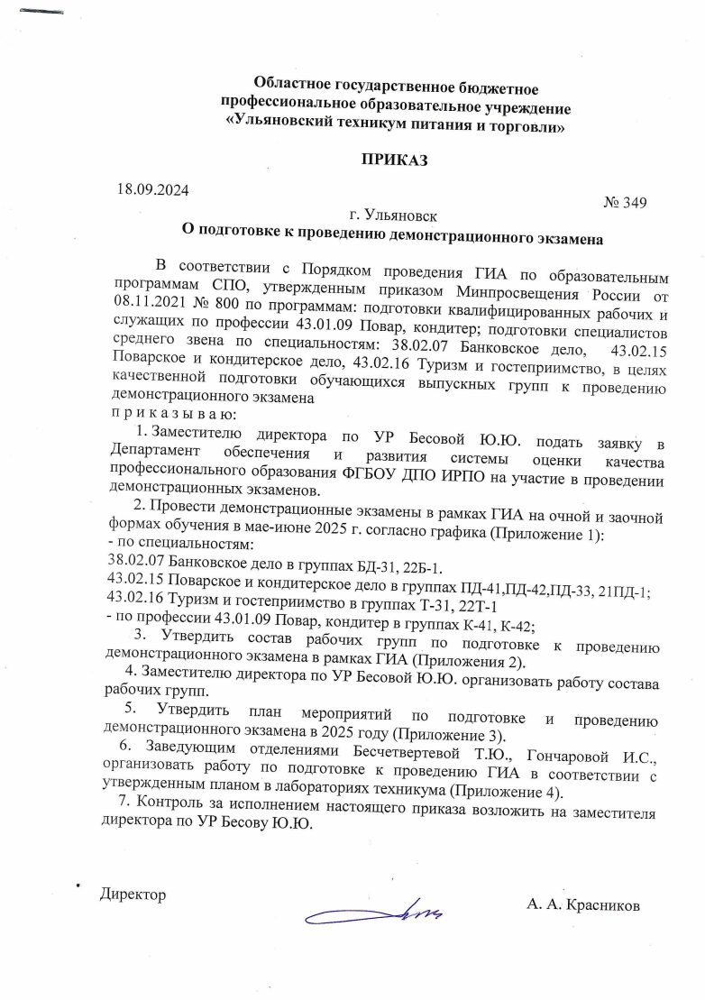 Областное государственное бюджетное
профессиональное образовательное учреждение
«Ульяновский техникум питания и торговли»
ПРИКАЗ
18.09.2024
№ 349
г. Ульяновск
О подготовке к проведению демонстрационного экзамена
В соответствии с Порядком проведения ГИА по образовательным
программам СПО, утвержденным приказом Минпросвещения России от
08.11.2021 № 800 по программам: подготовки квалифицированных рабочих и
служащих по профессии 43.01.09 Повар, кондитер; подготовки специалистов
среднего звена по специальностям: 38.02.07 Банковское дело, 43.02.15
Поварское и кондитерское дело, 43.02.16 Туризм и гостеприимство, в целях
качественной подготовки обучающихся выпускных групп к проведению
демонстрационного экзамена
п р и к а з ы в а ю:
1. Заместителю директора по УР Бесовой Ю.Ю. подать заявку в
Департамент обеспечения и развития системы оценки качества
профессионального образования ФГБОУ ДПО ИРПО на участие в проведении
демонстрационных экзаменов.
2. Провести демонстрационные экзамены в рамках ГИА на очной и заочной
формах обучения в мае-июне 2025 г. согласно графика (Приложение 1):
- по специальностям:
38.02.07 Банковское дело в группах БД-31, 22Б-1.
43.02.15 Поварское и кондитерское дело в группах ПД-41,ПД-42,ПД-33, 21ПД-1;
43.02.16 Туризм и гостеприимство в группах Т-31, 22Т-1
- по профессии 43.01.09 Повар, кондитер в группах К-41, К-42;
3. Утвердить состав рабочих групп по подготовке к проведению
демонстрационного экзамена в рамках ГИА (Приложения 2).
4. Заместителю директора по УР Бесовой Ю.Ю. организовать работу состава
рабочих групп.
5. Утвердить план мероприятий по подготовке и проведению
демонстрационного экзамена в 2025 году (Приложение 3).
6. Заведующим отделениями Бесчетвертевой Т.Ю., Гончаровой И.С.,
организовать работу по подготовке к проведению ГИА в соответствии с
утвержденным планом в лабораториях техникума (Приложение 4).
7. Контроль за исполнением настоящего приказа возложить на заместителя
директора по УР Бесову Ю.Ю.
Директор
А. А. Красников